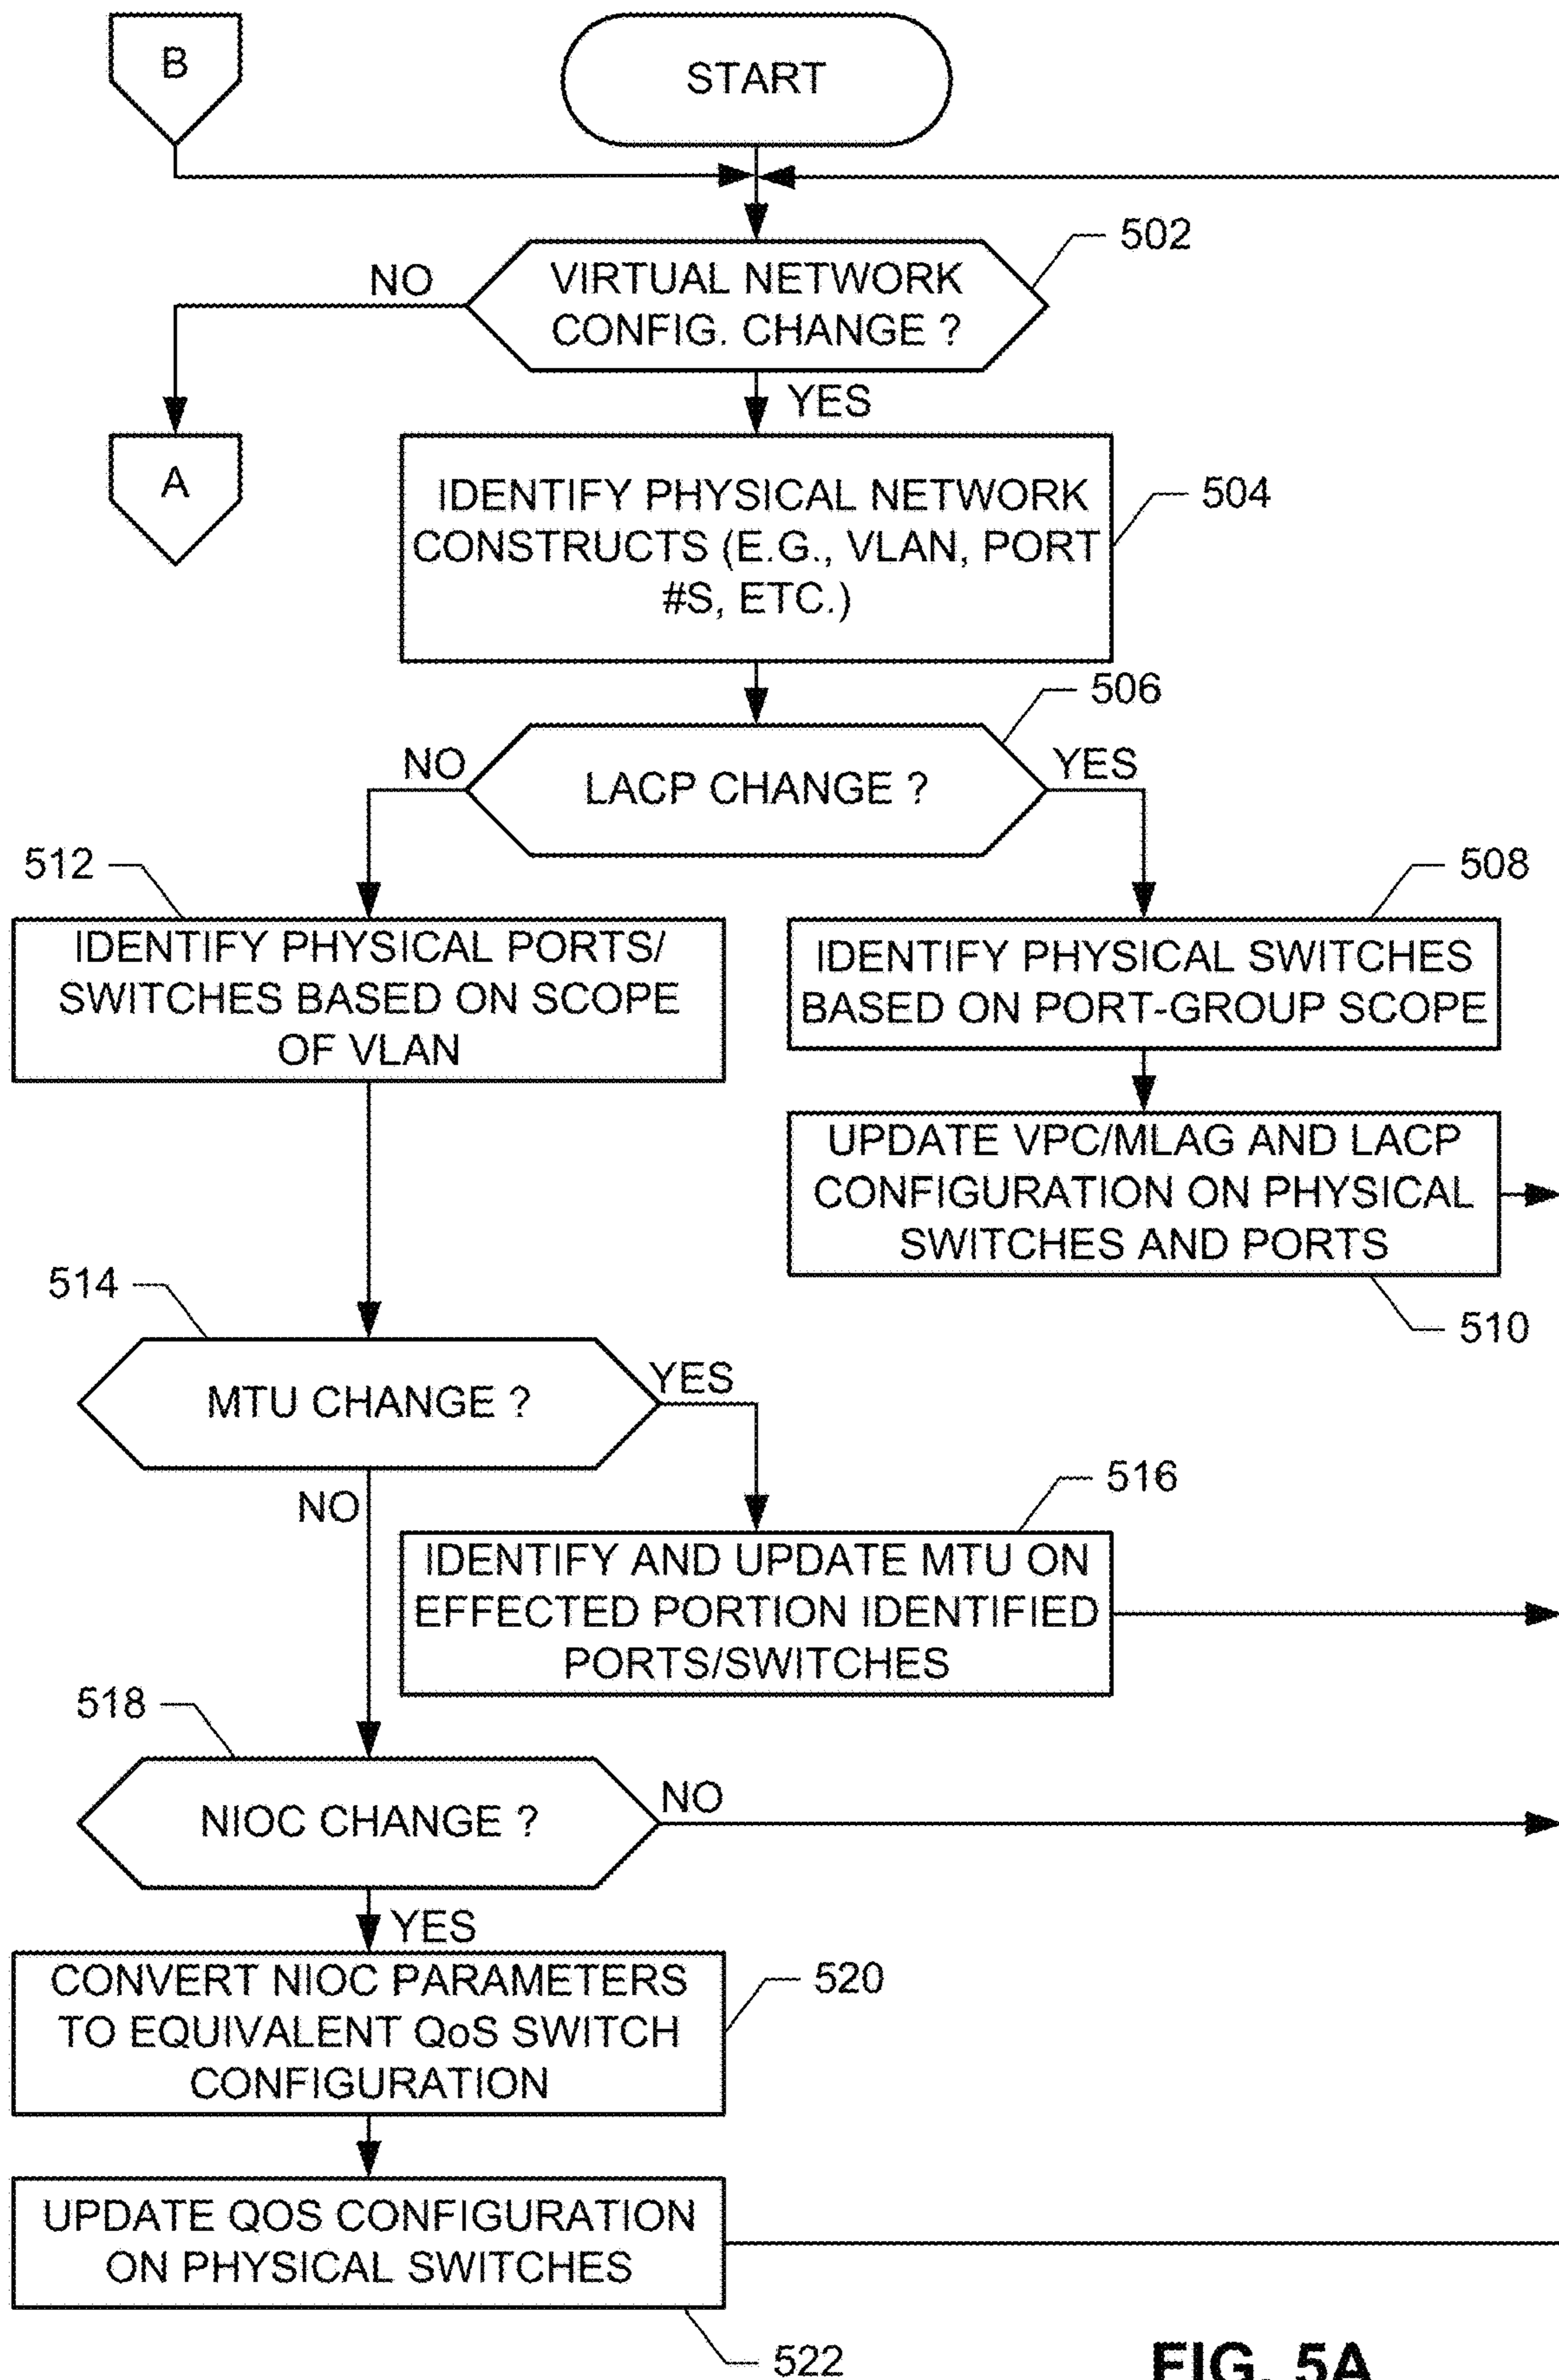 B
START
502
NO
VIRTUAL NETWORK
CONFIG. CHANGE ?
YES
A
IDENTIFY PHYSICAL NETWORK
CONSTRUCTS (E.G., VLAN, PORT
#S, ETC.)
504
506
NO
LACP CHANGE ?
YES
512
508
IDENTIFY PHYSICAL PORTS/
SWITCHES BASED ON SCOPE
OF VLAN
IDENTIFY PHYSICAL SWITCHES
BASED ON PORT-GROUP SCOPE
UPDATE VPC/MLAG AND LACP
CONFIGURATION ON PHYSICAL
SWITCHES AND PORTS
510
514
MTU CHANGE ?
YES
NO
516
IDENTIFY AND UPDATE MTU ON
EFFECTED PORTION IDENTIFIED
PORTS/SWITCHES
518
NIOC CHANGE ?
NO
YES
CONVERT NIOC PARAMETERS
TO EQUIVALENT QoS SWITCH
CONFIGURATION
520
UPDATE QOS CONFIGURATION
ON PHYSICAL SWITCHES
522
FIG. 5A